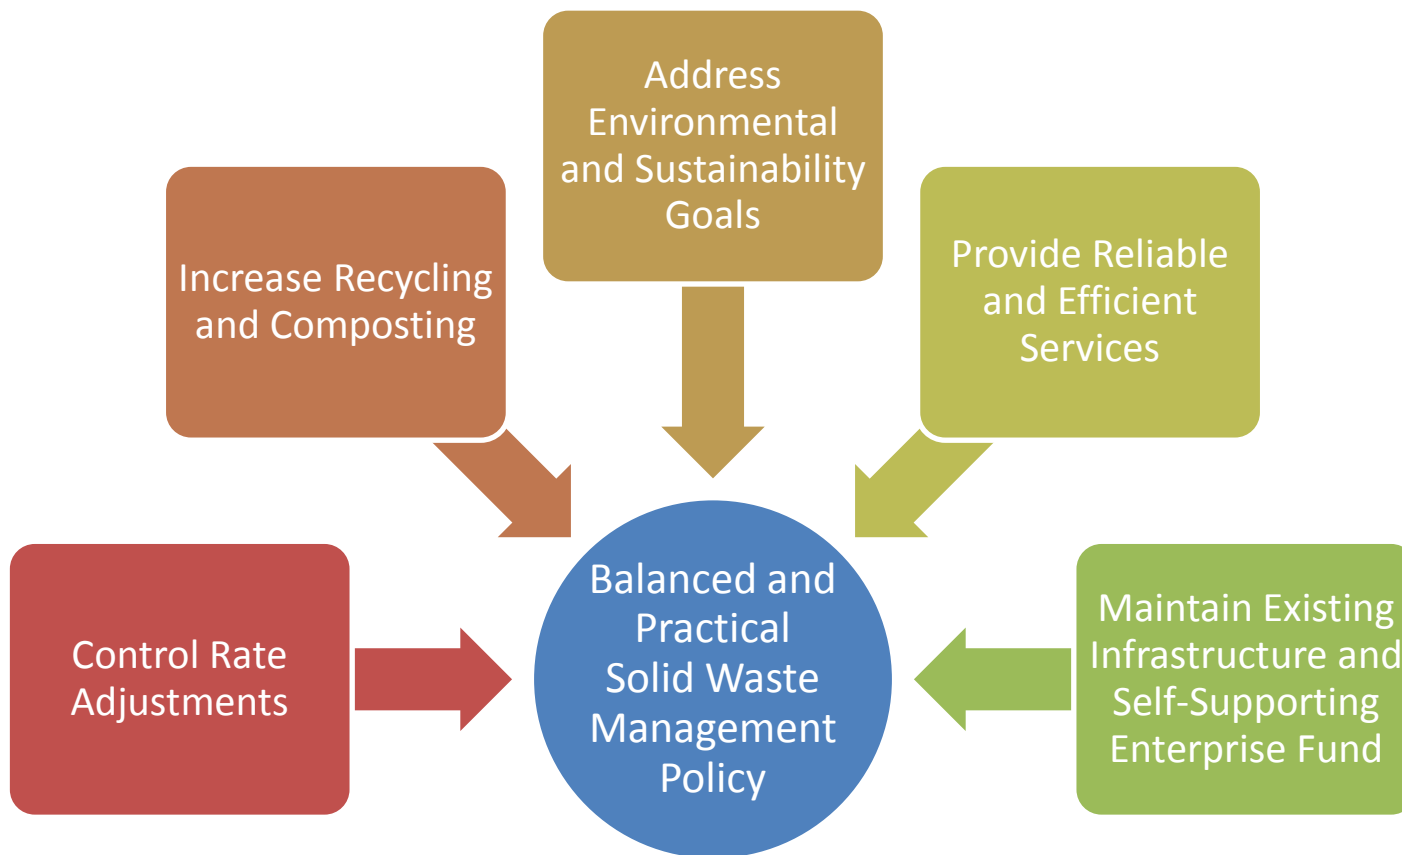 Address
Environmental
and Sustainability
Goals
Increase Recycling
and Composting
Provide Reliable
and Efficient
Services
Control Rate
Adjustments
Balanced and
Practical
Solid Waste
Management
Policy
Maintain Existing
Infrastructure and
Self-Supporting
Enterprise Fund